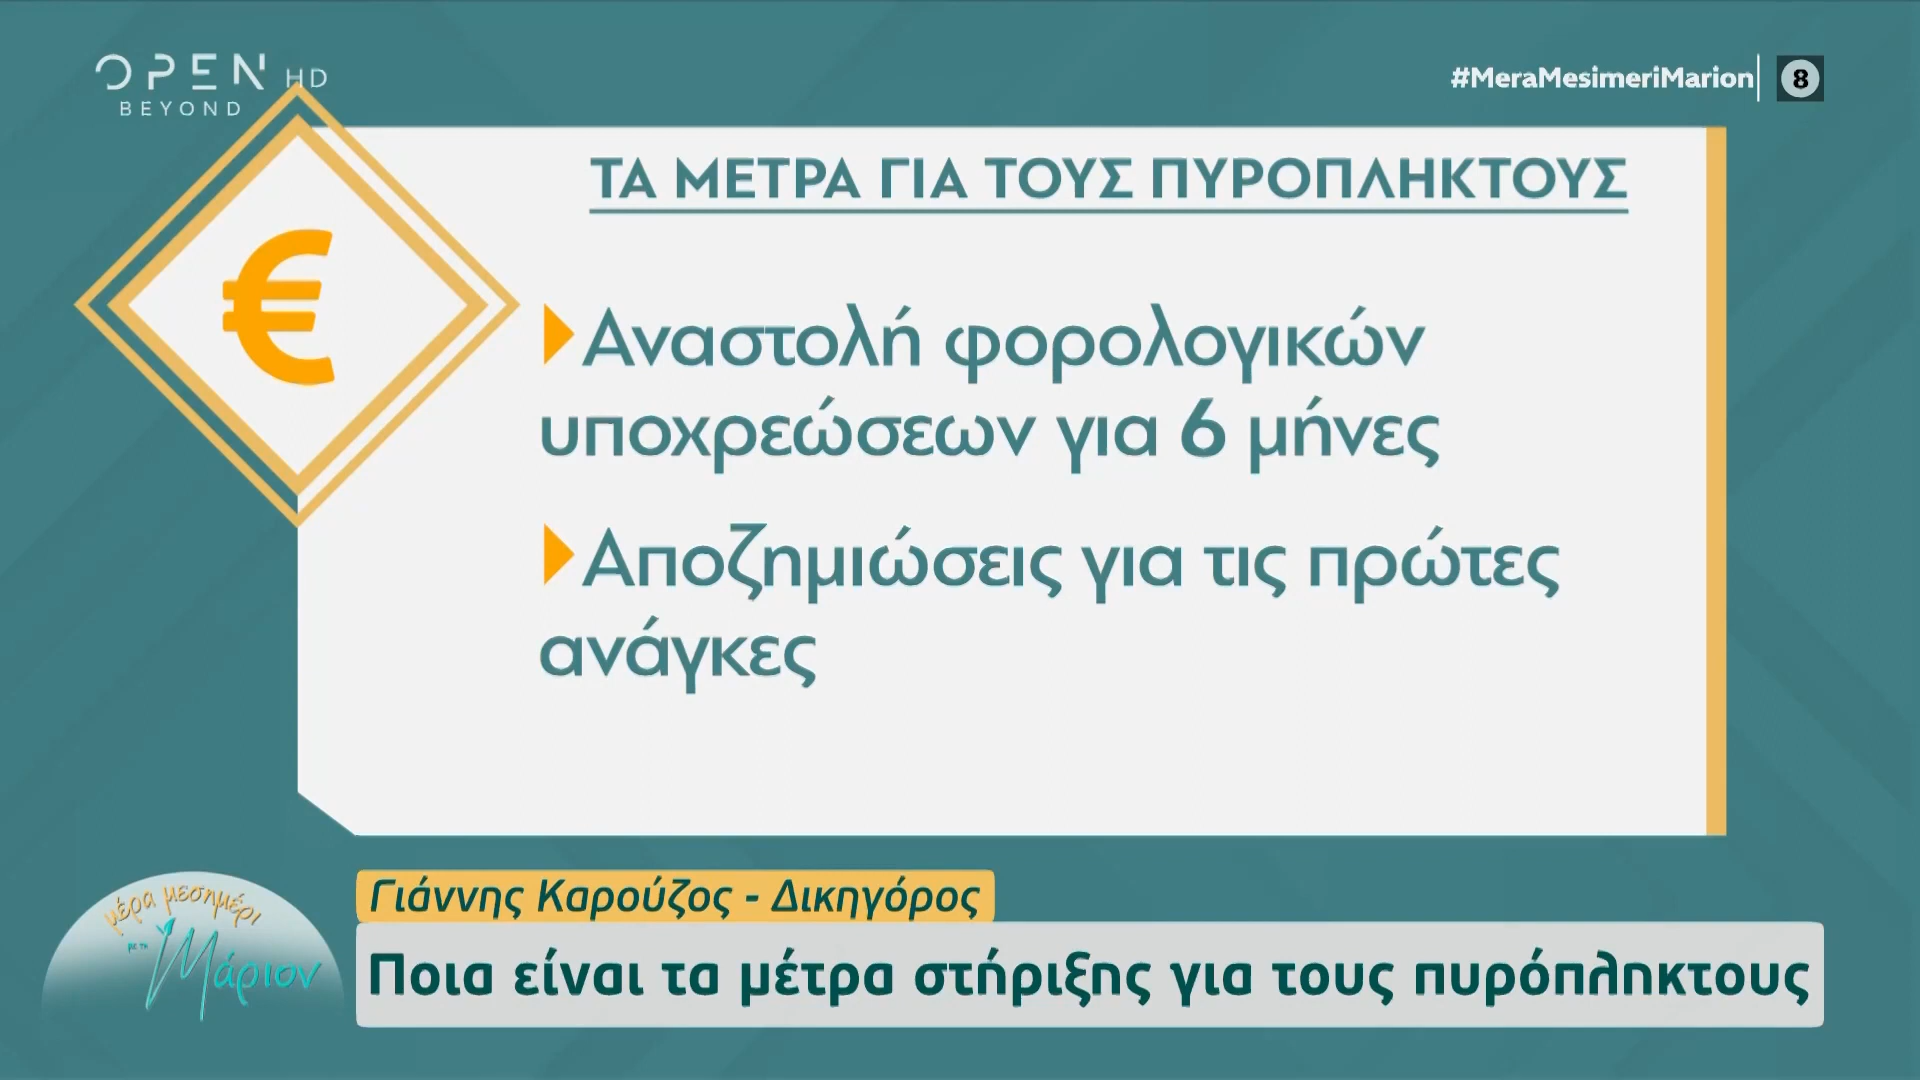 OPEN HD
BEYOND
#MeraMesimeriMarion
8
ΤΑ ΜΕΤΡΑ ΓΙΑ ΤΟΥΣ ΠΥΡΟΠΛΗΚΤΟΥΣ
€
Αναστολή φορολογικών
υποχρεώσεων για 6 μήνες
Αποζημιώσεις για τις πρώτες
ανάγκες
Γιάννης Καρούζος - Δικηγόρος
Ποια είναι τα μέτρα στήριξης για τους πυρόπληκτους
μέρα μεσημέρι
με τη
Μάριον